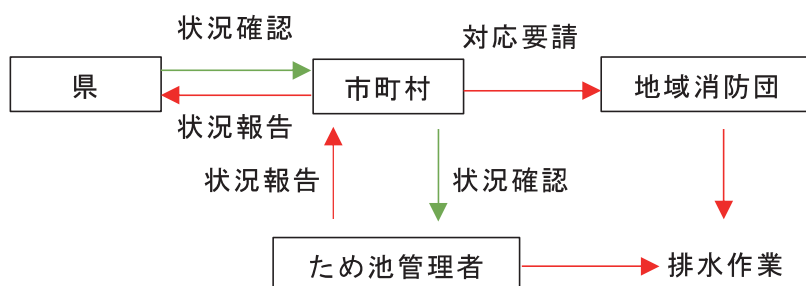 状況確認
対応要請
県
市町村
地域消防団
状況報告
状況報告
状況確認
ため池管理者
排水作業